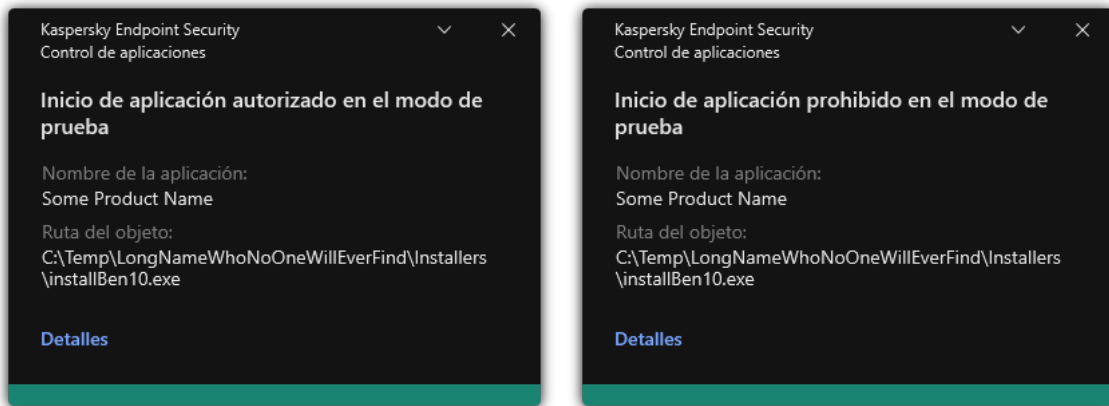 Kaspersky Endpoint Security
Control de aplicaciones
Inicio de aplicación autorizado en el modo de
prueba
Nombre de la aplicación:
Some Product Name
Ruta del objeto:
C:\Temp\LongNameWhoNoOneWillEverFind\Installers
\installBen10.exe
Detalles
Kaspersky Endpoint Security
Control de aplicaciones
Inicio de aplicación prohibido en el modo de
prueba
Nombre de la aplicación:
Some Product Name
Ruta del objeto:
C:\Temp\LongNameWhoNoOneWillEverFind\Installers
\installBen10.exe
Detalles